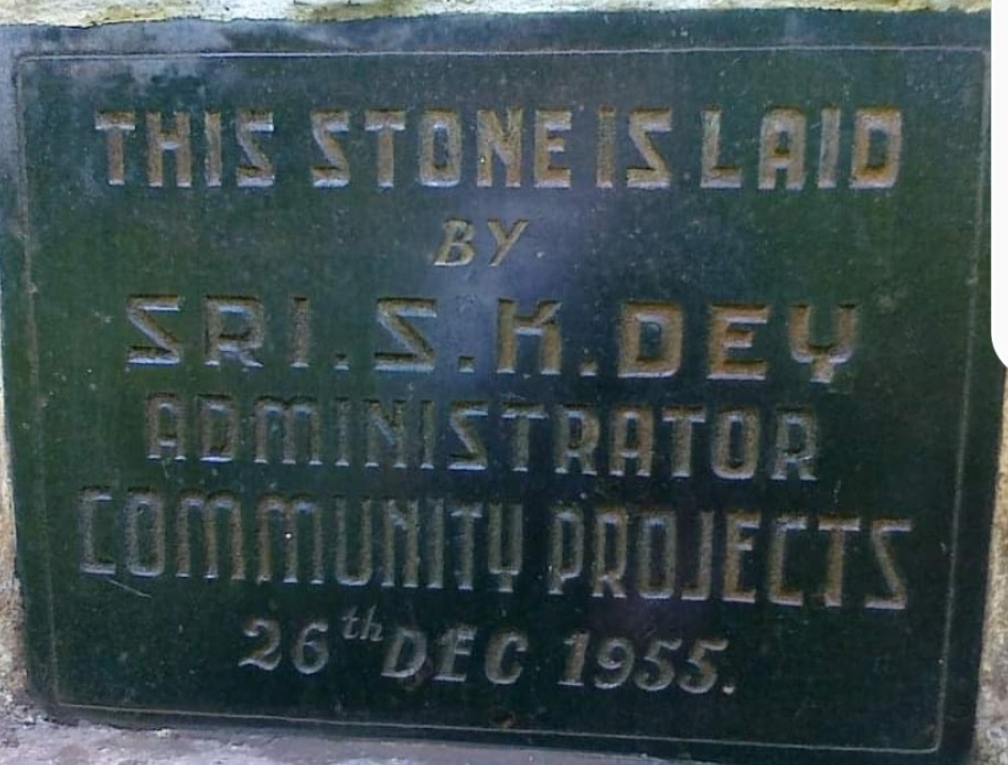 THIS STONE IS LAID
BY
SRI. S. K. DEY
ADMINISTRATOR
COMMUNITY PROJECTS
26th DEC 1955.